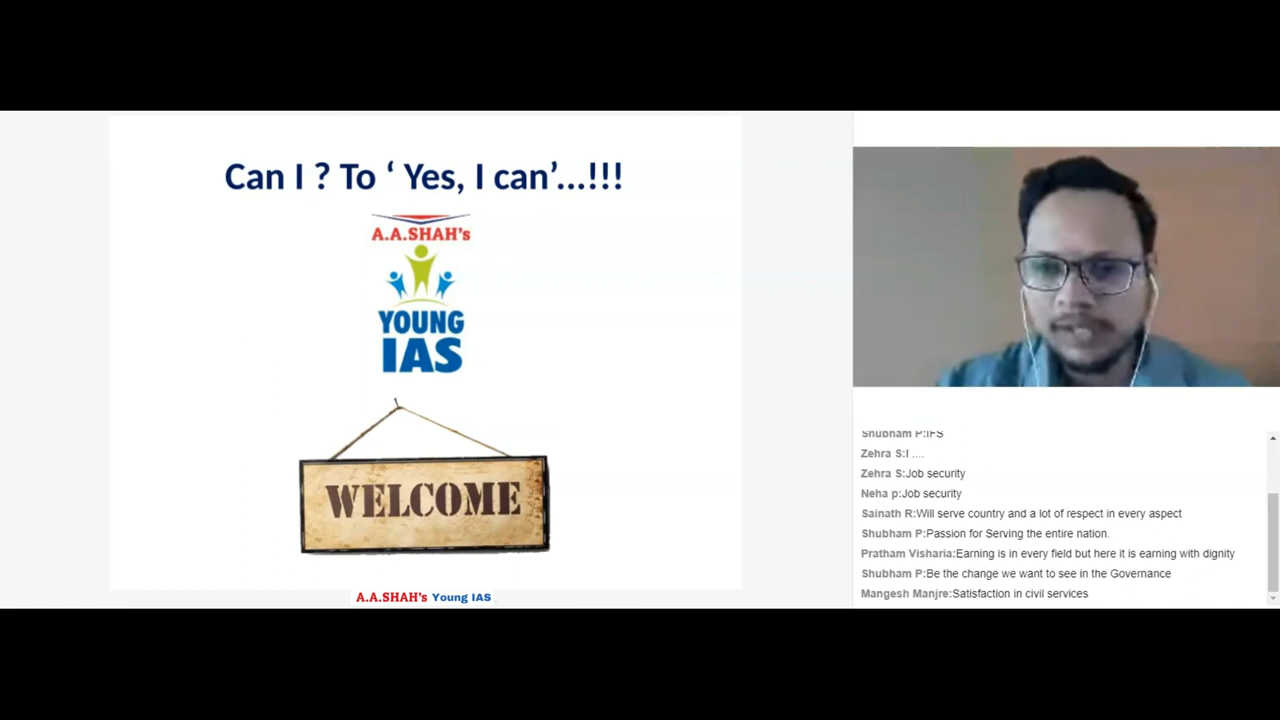 Can I ? To ‘ Yes, I can’...!!!
A.A.SHAH's
YOUNG
IAS
WELCOME
A.A.SHAH's Young IAS
Shubham P:IFS
Zehra S:I ....
Zehra S:Job security
Neha p:Job security
Sainath R:Will serve country and a lot of respect in every aspect
Shubham P:Passion for Serving the entire nation.
Pratham Visharia:Earning is in every field but here it is earning with dignity
Shubham P:Be the change we want to see in the Governance
Mangesh Manjre:Satisfaction in civil services